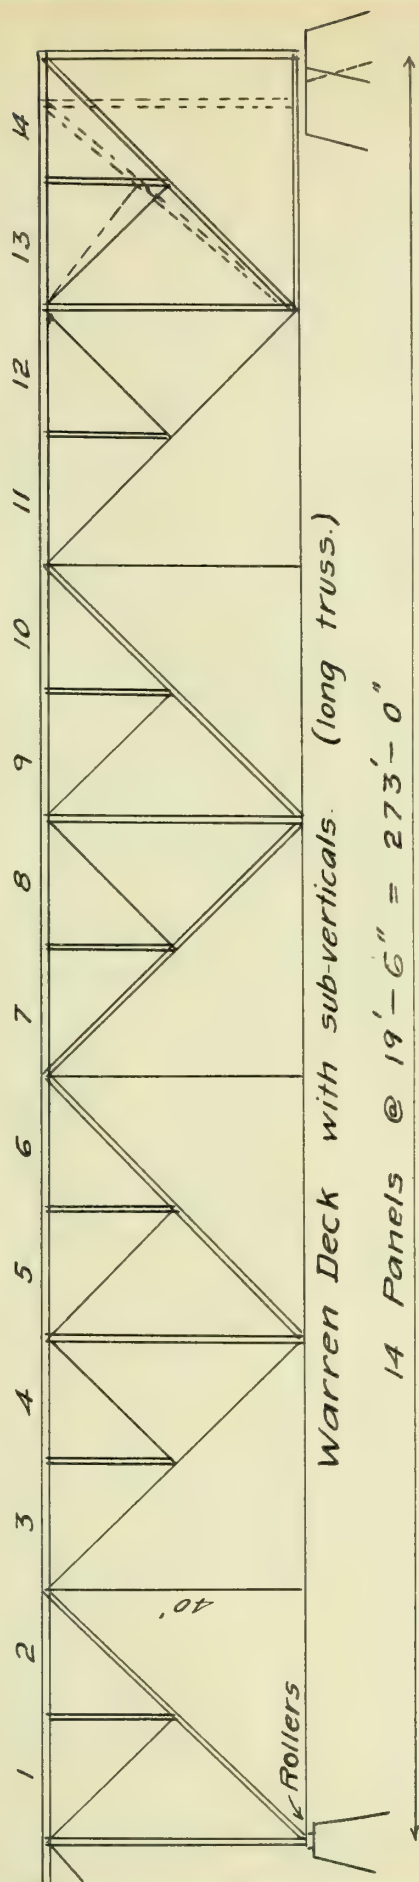 1 2 3 4 5 6 7 8 9 10 11 12 13 14
40'
Rollers
Warren Deck with sub-verticals. (long truss.)
14 Panels @ 19'-6" = 273'-0"